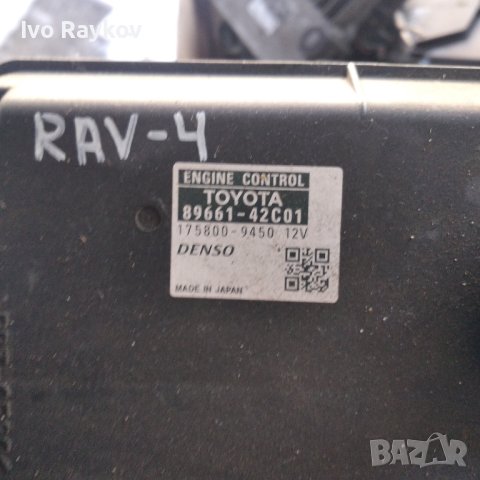 Ivo Raykov
RAV-4
ENGINE CONTROL
TOYOTA
89661-42C01
175800-9450 12V
DENSO
MADE IN JAPAN
BAZAR